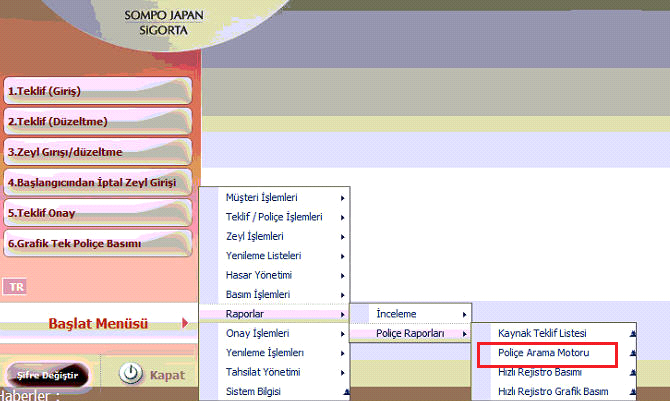 SOMPO JAPAN
SİGORTA
1.Teklif (Giriş)
2.Teklif (Düzeltme)
3.Zeyl Girışı/düzeltme
4.Başlangıcından İptal Zeyl Girişi
5.Teklif Onay
6.Grafik Tek Poliçe Basımı
TR
Başlat Menüsü
Şifre Değiştir
Kapat
Haberler :
Müşteri İşlemleri
Teklif / Poliçe İşlemleri
Zeyl İşlemleri
Yenileme Listeleri
Hasar Yönetimi
Basım İşlemleri
Raporlar
Onay İşlemleri
Yenileme İşlemleri
Tahsilat Yönetimi
Sistem Bilgisi
İnceleme
Poliçe Raporları
Kaynak Teklif Listesi
Poliçe Arama Motoru
Hızlı Rejistro Basımı
Hızlı Rejistro Grafik Basım